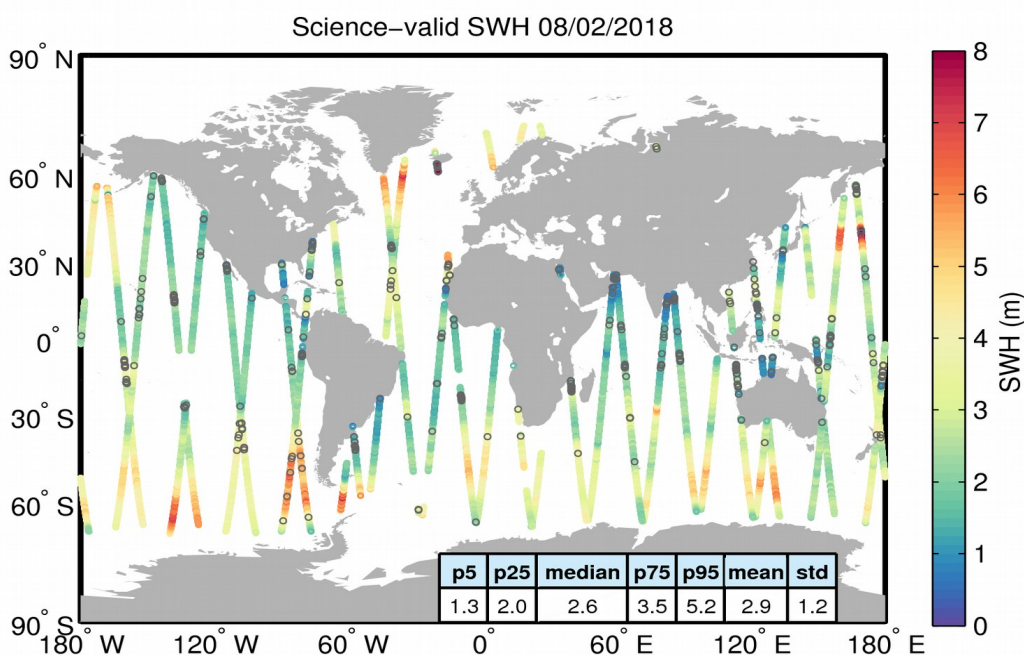 Science−valid SWH 08/02/2018
90° N
60° N
30° N
0°
30° S
60° S
90° S
180° W
120° W
60° W
0°
60° E
120° E
180° E
p5 p25 median p75 p95 mean std
1.3 2.0 2.6 3.5 5.2 2.9 1.2
8
7
6
5
4
3
2
1
0
SWH (m)